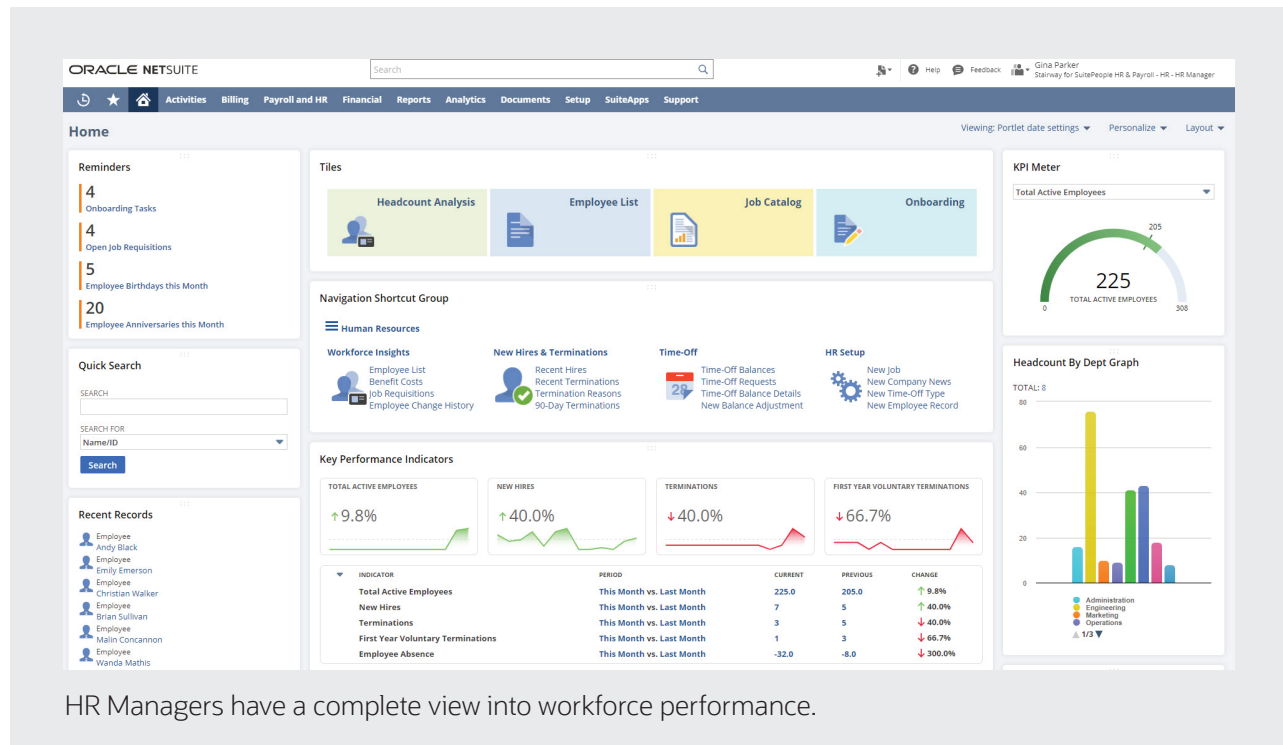 ORACLE NETSUITE
Search
Help
Feedback
Gina Parker
Stairway for SuitePeople HR & Payroll - HR - HR Manager
Activities Billing Payroll and HR Financial Reports Analytics Documents Setup SuiteApps Support
Home
Viewing: Portlet date settings Personalize Layout
Reminders
4
Onboarding Tasks
4
Open Job Requisitions
5
Employee Birthdays this Month
20
Employee Anniversaries this Month
Quick Search
SEARCH
SEARCH FOR
Name/ID
Search
Recent Records
Employee
Andy Black
Employee
Emily Emerson
Employee
Christian Walker
Employee
Brian Sullivan
Employee
Malin Concannon
Employee
Wanda Mathis
Tiles
Headcount Analysis
Employee List
Job Catalog
Onboarding
Navigation Shortcut Group
Human Resources
Workforce Insights
Employee List
Benefit Costs
Job Requisitions
Employee Change History
New Hires & Terminations
Recent Hires
Recent Terminations
Termination Reasons
90-Day Terminations
Time-Off
28
Time-Off Balances
Time-Off Requests
Time-Off Balance Details
New Balance Adjustment
HR Setup
New Job
New Company News
New Time-Off Type
New Employee Record
Key Performance Indicators
TOTAL ACTIVE EMPLOYEES
↑9.8%
NEW HIRES
↑40.0%
TERMINATIONS
↓40.0%
FIRST YEAR VOLUNTARY TERMINATIONS
↓66.7%
INDICATOR PERIOD CURRENT PREVIOUS CHANGE
Total Active Employees This Month vs. Last Month 225.0 205.0 ↑ 9.8%
New Hires This Month vs. Last Month 7 5 ↑ 40.0%
Terminations This Month vs. Last Month 3 5 ↓ 40.0%
First Year Voluntary Terminations This Month vs. Last Month 1 3 ↓ 66.7%
Employee Absence This Month vs. Last Month -32.0 -8.0 ↓ 300.0%
KPI Meter
Total Active Employees
205
225
TOTAL ACTIVE EMPLOYEES
0
308
Headcount By Dept Graph
TOTAL: 8
80
60
40
20
0
Administration
Engineering
Marketing
Operations
1/3
HR Managers have a complete view into workforce performance.